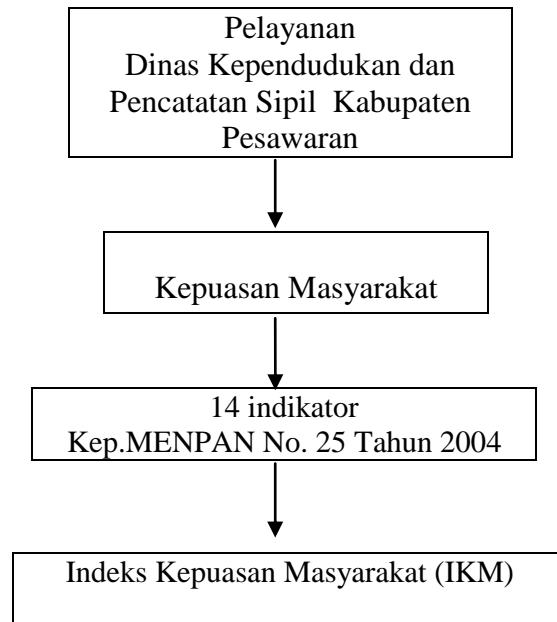 Pelayanan
Dinas Kependudukan dan
Pencatatan Sipil Kabupaten
Pesawaran
Kepuasan Masyarakat
14 indikator
Kep.MENPAN No. 25 Tahun 2004
Indeks Kepuasan Masyarakat (IKM)